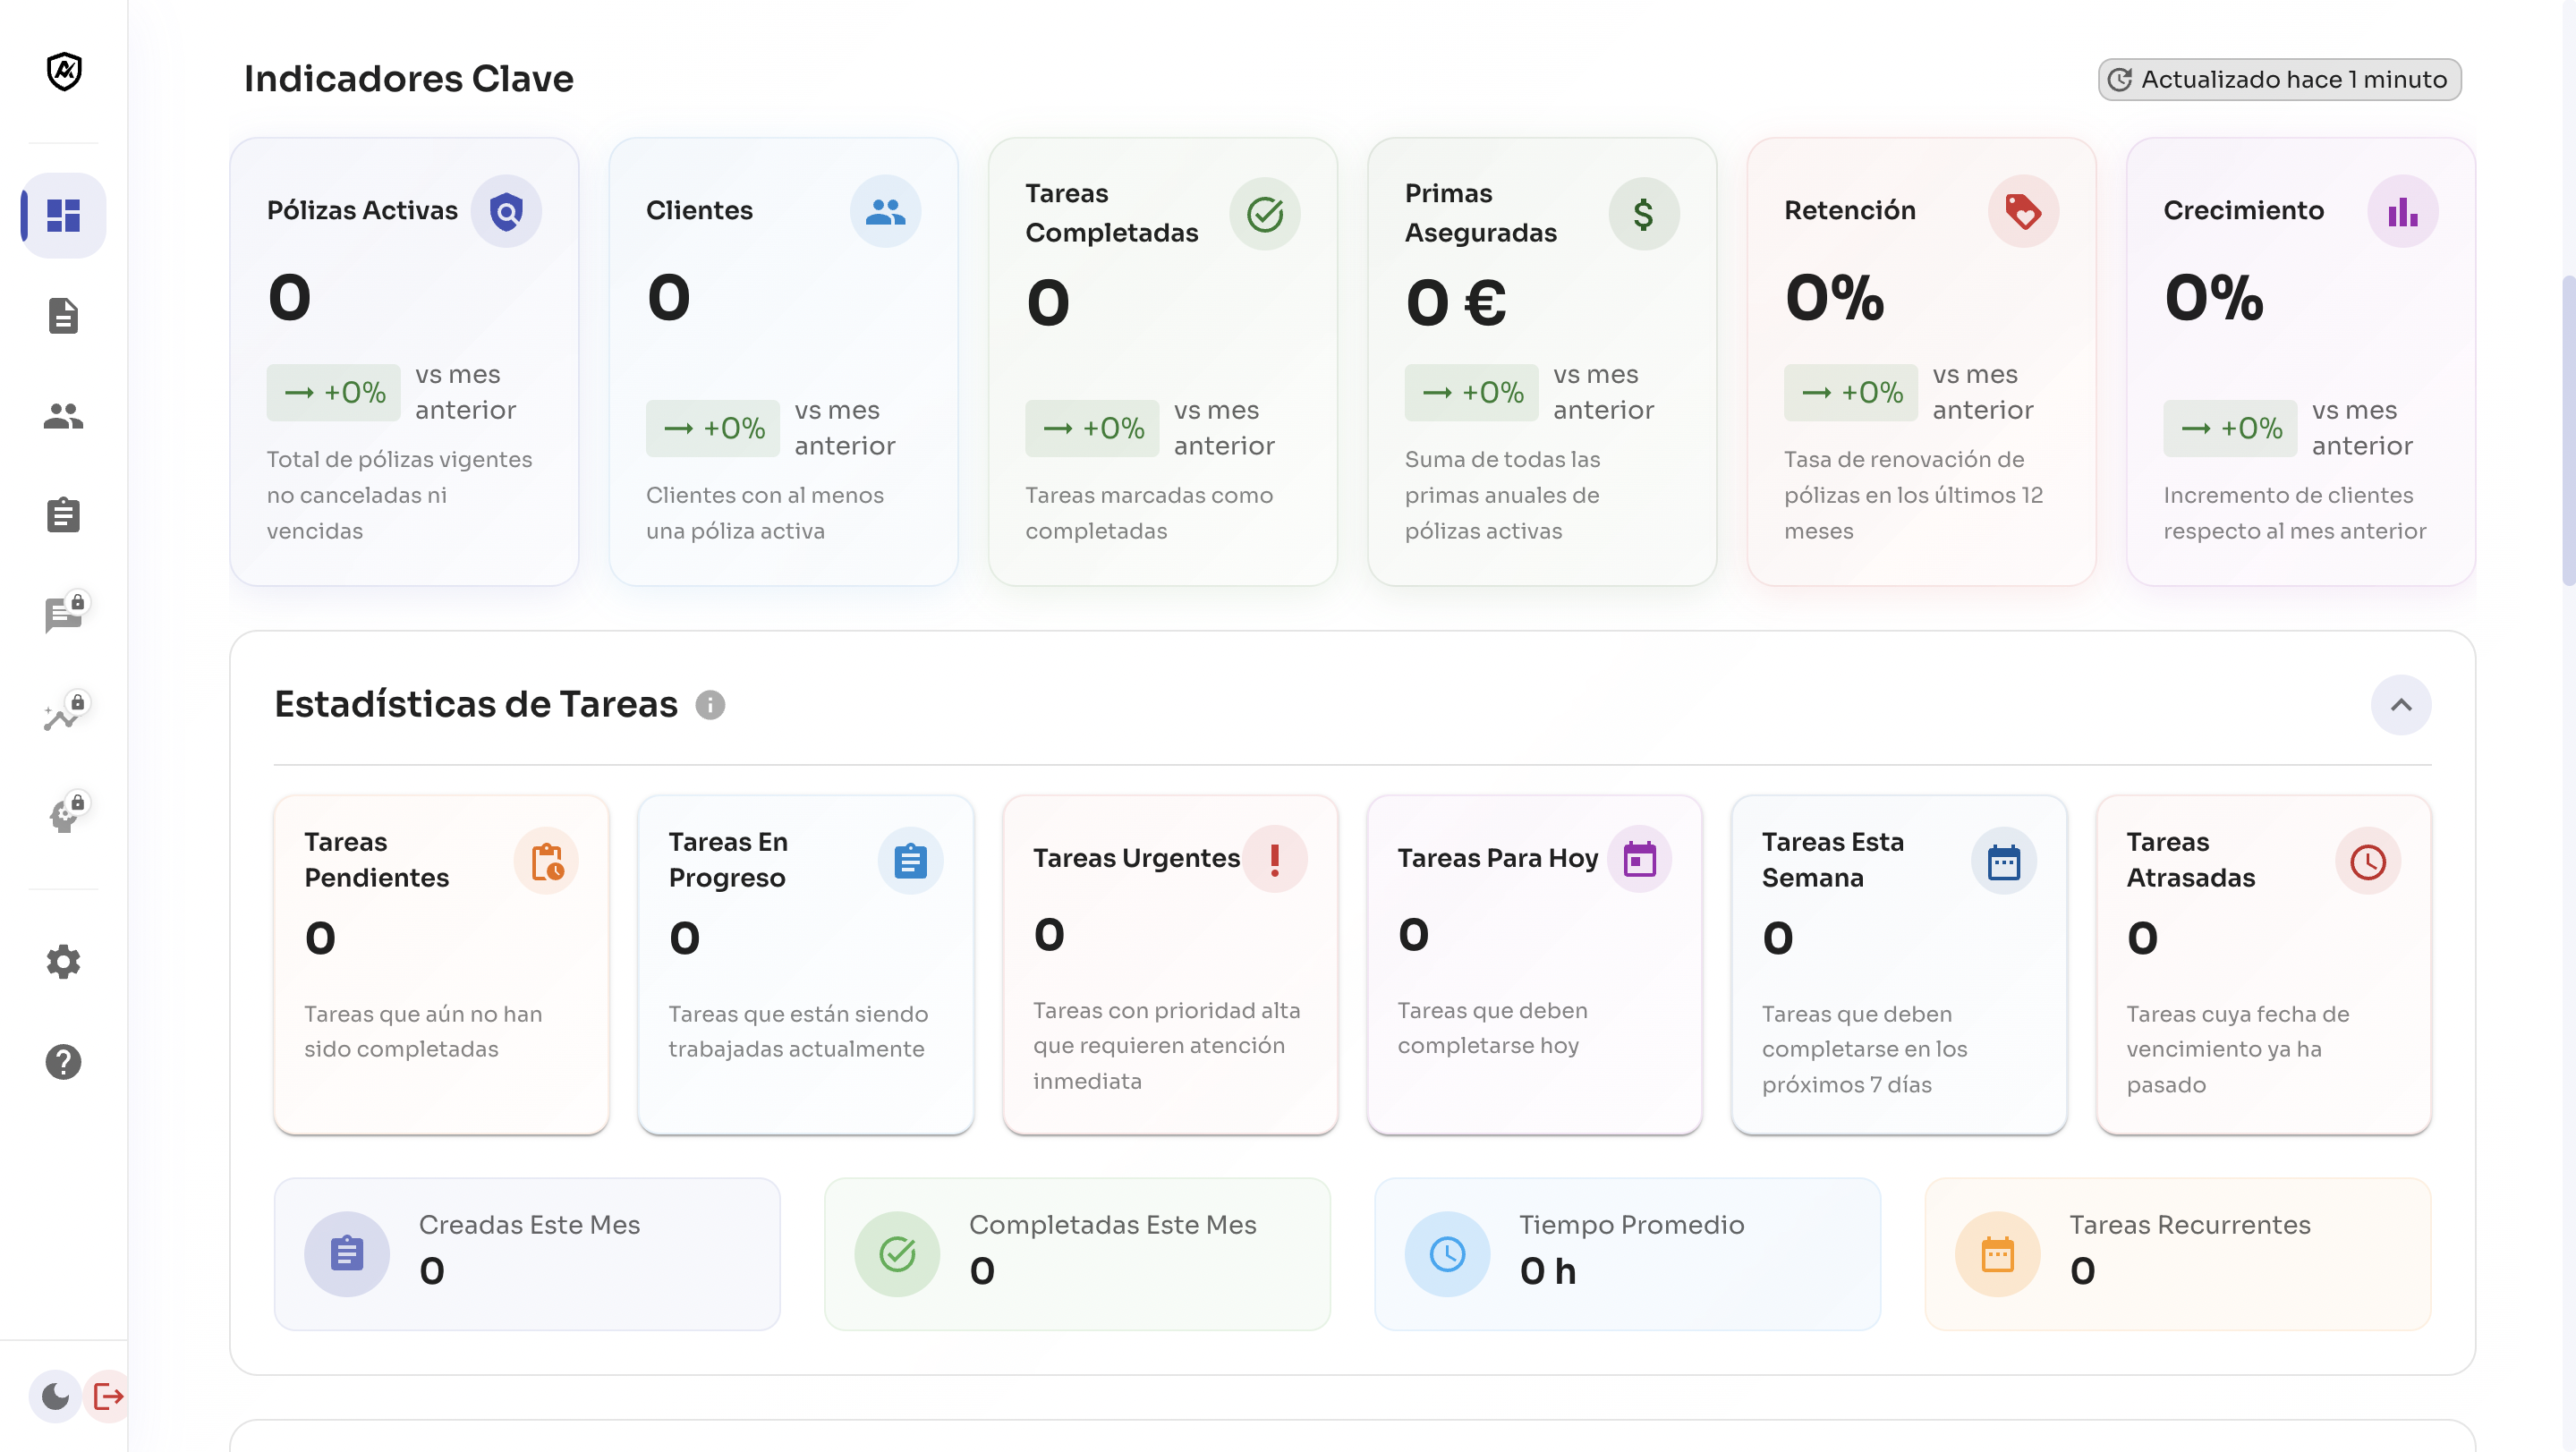 Indicadores Clave
Actualizado hace 1 minuto
Pólizas Activas
0
→ +0%
vs mes
anterior
Total de pólizas vigentes
no canceladas ni
vencidas
Clientes
0
→ +0%
vs mes
anterior
Clientes con al menos
una póliza activa
Tareas
Completadas
0
→ +0%
vs mes
anterior
Tareas marcadas como
completadas
Primas
Aseguradas
$
0 €
→ +0%
vs mes
anterior
Suma de todas las
primas anuales de
pólizas activas
Retención
0%
→ +0%
vs mes
anterior
Tasa de renovación de
pólizas en los últimos 12
meses
Crecimiento
0%
→ +0%
vs mes
anterior
Incremento de clientes
respecto al mes anterior
Estadísticas de Tareas
Tareas
Pendientes
0
Tareas que aún no han
sido completadas
Tareas En
Progreso
0
Tareas que están siendo
trabajadas actualmente
Tareas Urgentes
0
Tareas con prioridad alta
que requieren atención
inmediata
Tareas Para Hoy
0
Tareas que deben
completarse hoy
Tareas Esta
Semana
0
Tareas que deben
completarse en los
próximos 7 días
Tareas
Atrasadas
0
Tareas cuya fecha de
vencimiento ya ha
pasado
Creadas Este Mes
0
Completadas Este Mes
0
Tiempo Promedio
0 h
Tareas Recurrentes
0